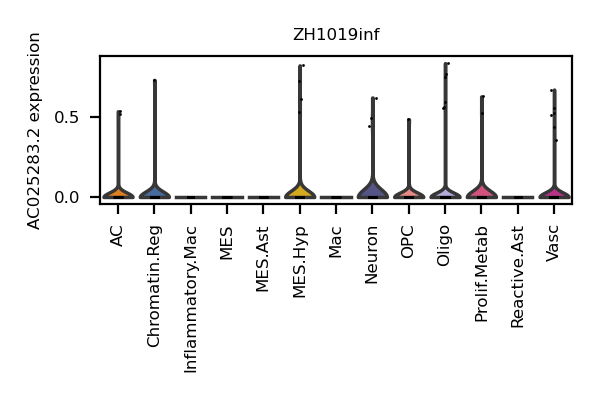 ZH1019inf
AC025283.2 expression
0.5
0.0
AC
Chromatin.Reg
Inflammatory.Mac
MES
MES.Ast
MES.Hyp
Mac
Neuron
OPC
Oligo
Prolif.Metab
Reactive.Ast
Vasc